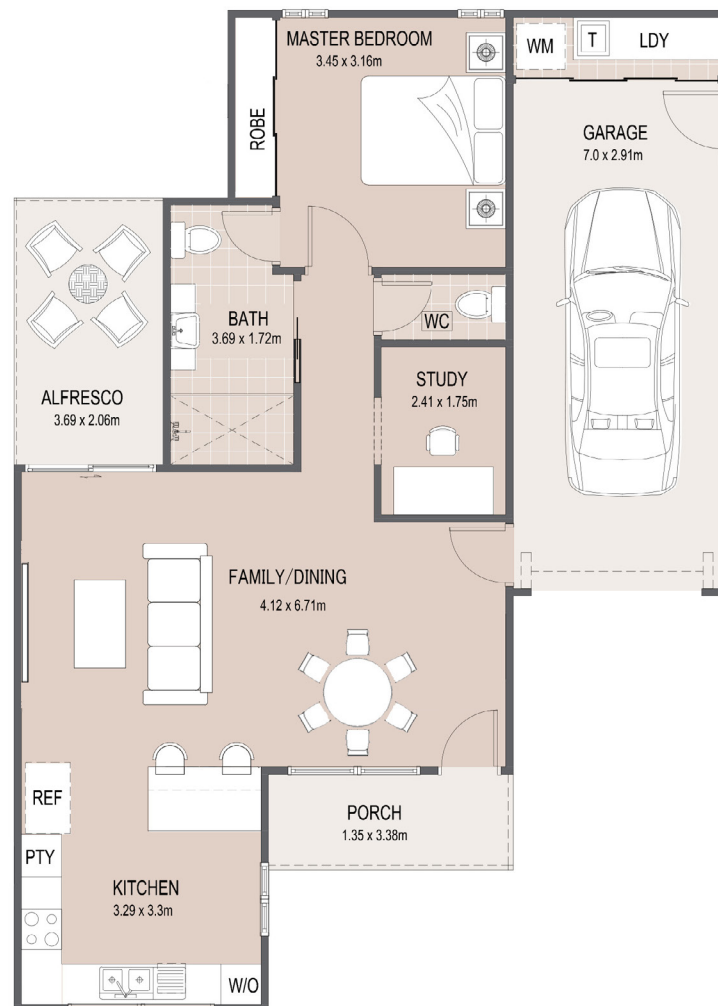 MASTER BEDROOM
3.45 x 3.16m
WM
T
LDY
ROBE
GARAGE
7.0 x 2.91m
BATH
3.69 x 1.72m
WC
ALFRESCO
3.69 x 2.06m
STUDY
2.41 x 1.75m
FAMILY/DINING
4.12 x 6.71m
REF
PTY
PORCH
1.35 x 3.38m
KITCHEN
3.29 x 3.3m
W/O